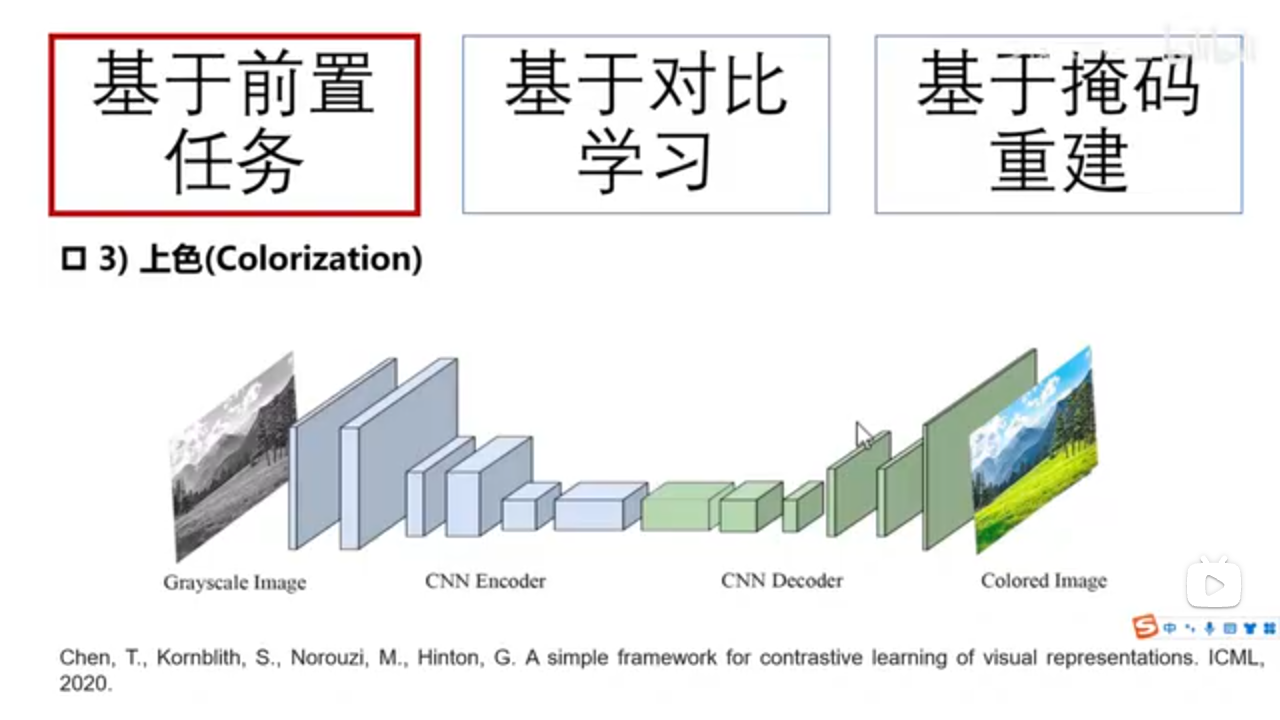 基于前置
任务
基于对比
学习
基于掩码
重建
3) 上色(Colorization)
Grayscale Image
CNN Encoder
CNN Decoder
Colored Image
中
Chen, T., Kornblith, S., Norouzi, M., Hinton, G. A simple framework for contrastive learning of visual representations. ICML,
2020.